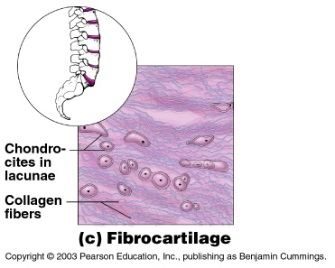 Chondro-
cites in
lacunae
Collagen
fibers
(c) Fibrocartilage
Copyright © 2003 Pearson Education, Inc., publishing as Benjamin Cummings.